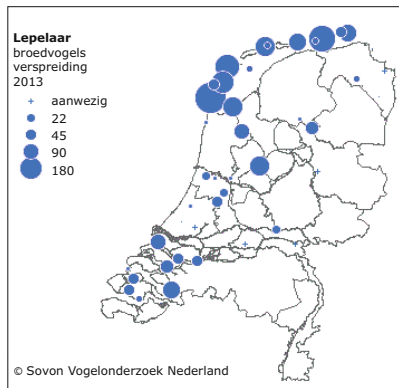 Lepelaar
broedvogels
verspreiding
2013
aanwezig
22
45
90
180
© Sovon Vogelonderzoek Nederland